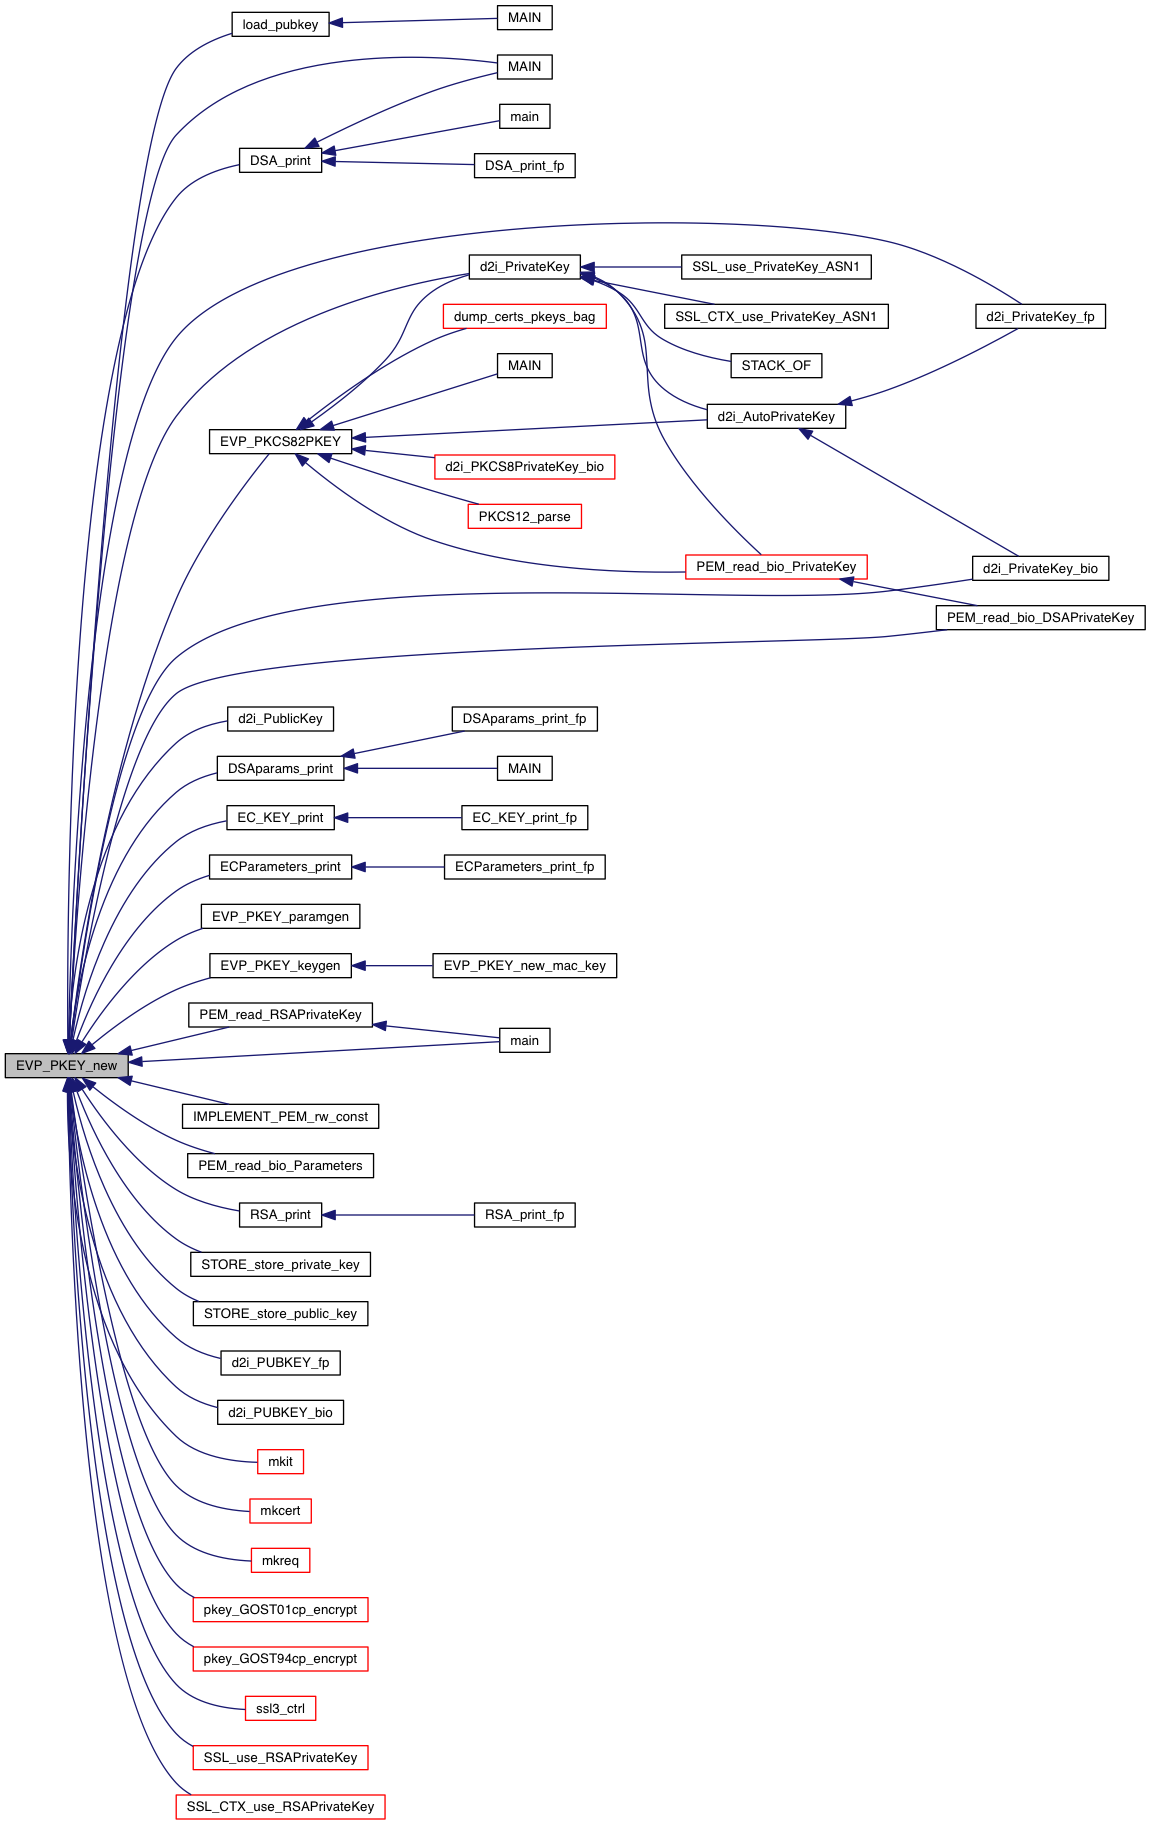 load_pubkey
MAIN
MAIN
main
DSA_print
DSA_print_fp
d2i_PrivateKey
SSL_use_PrivateKey_ASN1
dump_certs_pkeys_bag
SSL_CTX_use_PrivateKey_ASN1
d2i_PrivateKey_fp
MAIN
STACK_OF
d2i_AutoPrivateKey
EVP_PKCS82PKEY
d2i_PKCS8PrivateKey_bio
PKCS12_parse
PEM_read_bio_PrivateKey
d2i_PrivateKey_bio
PEM_read_bio_DSAPrivateKey
d2i_PublicKey
DSAparams_print_fp
DSAparams_print
MAIN
EC_KEY_print
EC_KEY_print_fp
ECParameters_print
ECParameters_print_fp
EVP_PKEY_paramgen
EVP_PKEY_keygen
EVP_PKEY_new_mac_key
PEM_read_RSAPrivateKey
main
EVP_PKEY_new
IMPLEMENT_PEM_rw_const
PEM_read_bio_Parameters
RSA_print
RSA_print_fp
STORE_store_private_key
STORE_store_public_key
d2i_PUBKEY_fp
d2i_PUBKEY_bio
mkit
mkcert
mkreq
pkey_GOST01cp_encrypt
pkey_GOST94cp_encrypt
ssl3_ctrl
SSL_use_RSAPrivateKey
SSL_CTX_use_RSAPrivateKey